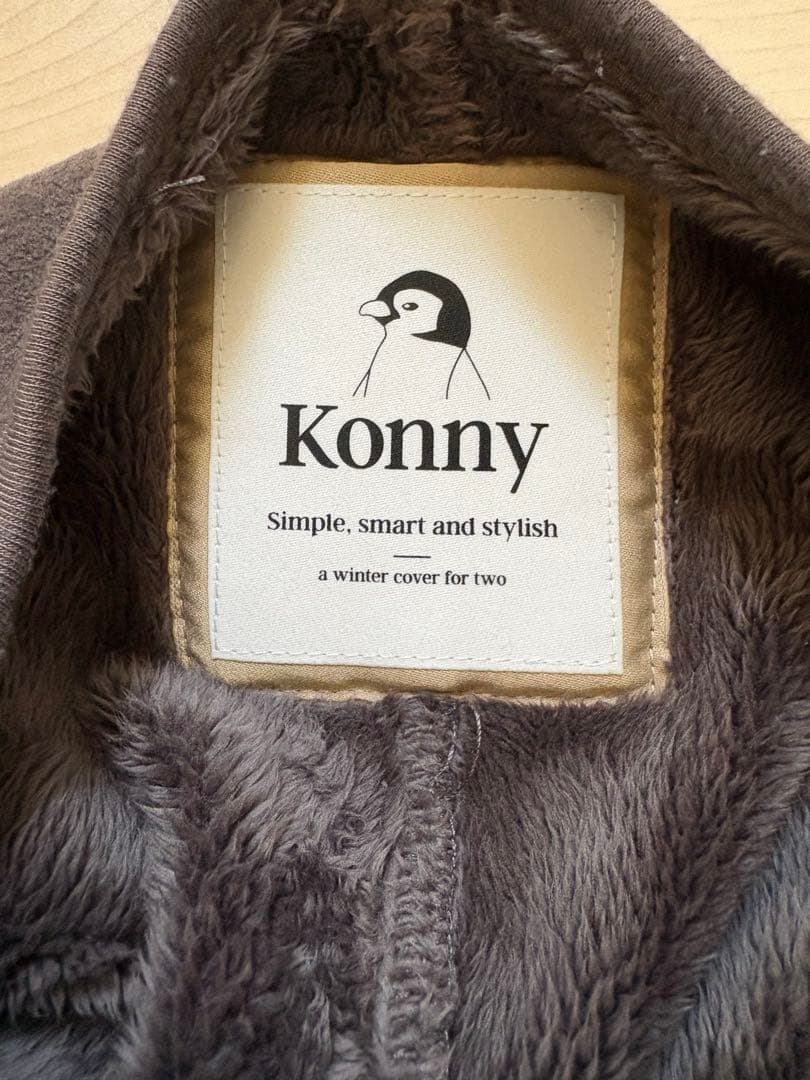 Konny
Simple, smart and stylish
a winter cover for two